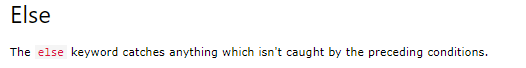 Else
The else keyword catches anything which isn't caught by the preceding conditions.